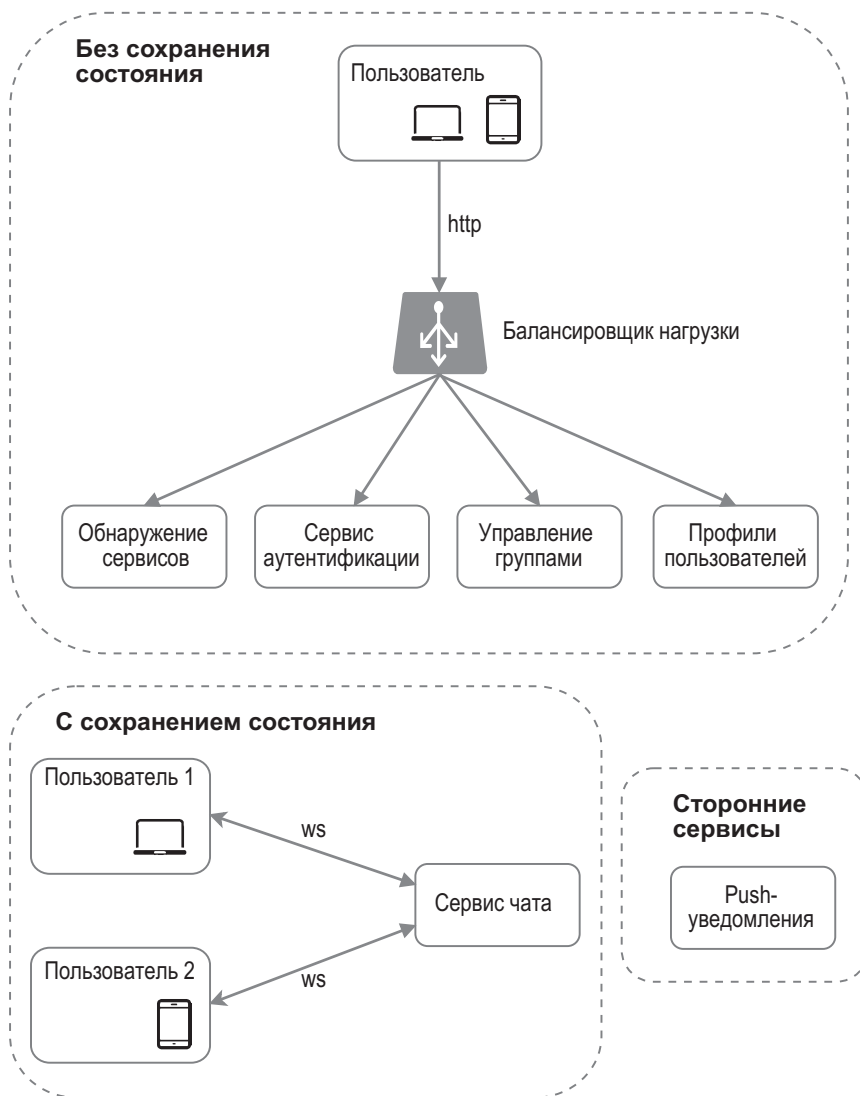 Без сохранения
состояния
Пользователь
http
Балансировщик нагрузки
Обнаружение
сервисов
Сервис
аутентификации
Управление
группами
Профили
пользователей
С сохранением состояния
Пользователь 1
ws
Сервис чата
Пользователь 2
ws
Сторонние
сервисы
Push-
уведомления